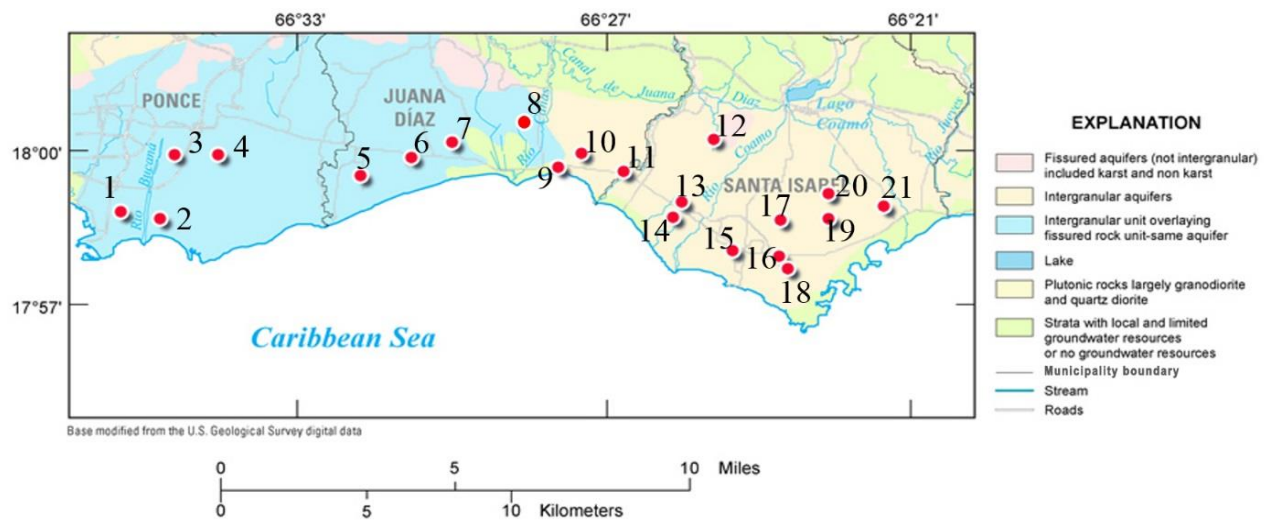 66°33' 66°27' 66°21'
18°00'
17°57'
PONCE
JUANA
DÍAZ
SANTA ISABEL
Canal de Juana Diaz
Lago
Coamo
Río Coamo
Río Bucaná
Río
Río Jueyes
1
2
3
4
5
6
7
8
9
10
11
12
13
14
15
16
17
18
19
20
21
Caribbean Sea
EXPLANATION
Fissured aquifers (not intergranular)
included karst and non karst
Intergranular aquifers
Intergranular unit overlaying
fissured rock unit-same aquifer
Lake
Plutonic rocks largely granodiorite
and quartz diorite
Strata with local and limited
groundwater resources
or no groundwater resources
Municipality boundary
Stream
Roads
Base modified from the U.S. Geological Survey digital data
0 5 10 Miles
0 5 10 Kilometers